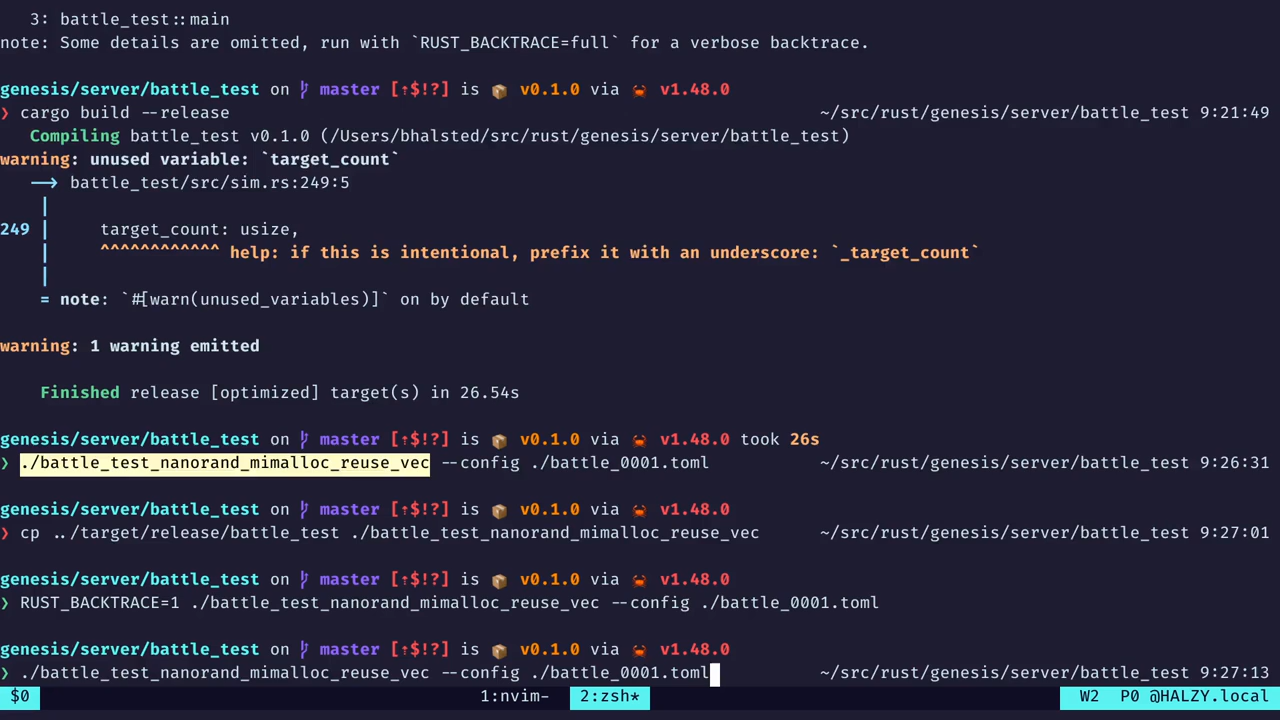 3: battle_test::main
note: Some details are omitted, run with `RUST_BACKTRACE=full` for a verbose backtrace.
genesis/server/battle_test on master [⇡$!?] is 📦 v0.1.0 via 🦀 v1.48.0
❯ cargo build --release ~/src/rust/genesis/server/battle_test 9:21:49
Compiling battle_test v0.1.0 (/Users/bhalsted/src/rust/genesis/server/battle_test)
warning: unused variable: `target_count`
--> battle_test/src/sim.rs:249:5
|
249 | target_count: usize,
| ^^^^^^^^^^^^ help: if this is intentional, prefix it with an underscore: `_target_count`
|
= note: `#[warn(unused_variables)]` on by default
warning: 1 warning emitted
Finished release [optimized] target(s) in 26.54s
genesis/server/battle_test on master [⇡$!?] is 📦 v0.1.0 via 🦀 v1.48.0 took 26s
❯ ./battle_test_nanorand_mimalloc_reuse_vec --config ./battle_0001.toml ~/src/rust/genesis/server/battle_test 9:26:31
genesis/server/battle_test on master [⇡$!?] is 📦 v0.1.0 via 🦀 v1.48.0
❯ cp ../target/release/battle_test ./battle_test_nanorand_mimalloc_reuse_vec ~/src/rust/genesis/server/battle_test 9:27:01
genesis/server/battle_test on master [⇡$!?] is 📦 v0.1.0 via 🦀 v1.48.0
❯ RUST_BACKTRACE=1 ./battle_test_nanorand_mimalloc_reuse_vec --config ./battle_0001.toml
genesis/server/battle_test on master [⇡$!?] is 📦 v0.1.0 via 🦀 v1.48.0
❯ ./battle_test_nanorand_mimalloc_reuse_vec --config ./battle_0001.toml ~/src/rust/genesis/server/battle_test 9:27:13
$0 1:nvim- 2:zsh* W2 P0 @HALZY.local